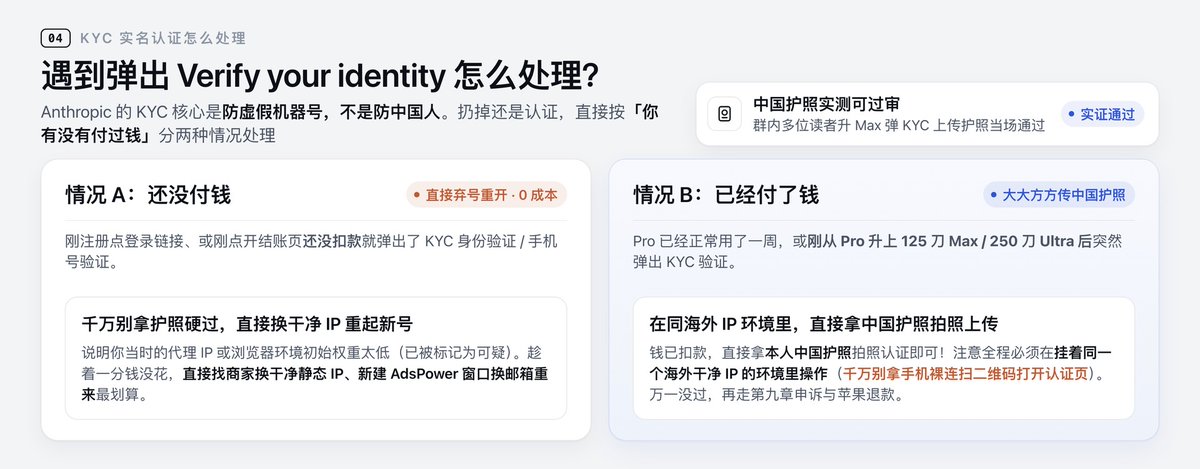 04 KYC 实名认证怎么处理
遇到弹出 Verify your identity 怎么处理?
Anthropic 的 KYC 核心是防虚假机器号，不是防中国人。扔掉还是认证，直接按「你
有没有付过钱」分两种情况处理
中国护照实测可过审
群内多位读者升 Max 弹 KYC 上传护照当场通过
实证通过
情况 A：还没付钱
直接弃号重开 · 0 成本
刚注册点登录链接、或刚点开结账页还没扣款就弹出了 KYC 身份验证 / 手机
号验证。
千万别拿护照硬过，直接换干净 IP 重起新号
说明你当时的代理 IP 或浏览器环境初始权重太低（已被标记为可疑）。趁
着一分钱没花，直接找商家换干净静态 IP、新建 AdsPower 窗口换邮箱重
来最划算。
情况 B：已经付了钱
大大方方传中国护照
Pro 已经正常用了一周，或刚从 Pro 升上 125 刀 Max / 250 刀 Ultra 后突然
弹出 KYC 验证。
在同海外 IP 环境里，直接拿中国护照拍照上传
钱已扣款，直接拿本人中国护照拍照认证即可！注意全程必须在挂着同一
个海外干净 IP 的环境里操作（千万别拿手机裸连扫二维码打开认证页）。
万一没过，再走第九章申诉与苹果退款。